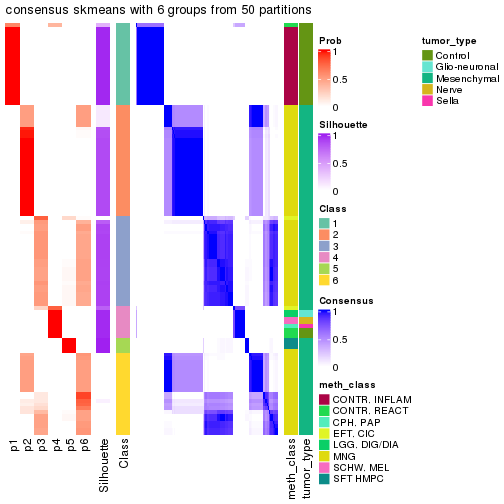 consensus skmeans with 6 groups from 50 partitions
Prob
1
0.5
0
Silhouette
1
0.5
0
Class
1
2
3
4
5
6
Consensus
1
0.5
0
meth_class
CONTR. INFLAM
CONTR. REACT
CPH. PAP
EFT. CIC
LGG. DIG/DIA
MNG
SCHW. MEL
SFT HMPC
tumor_type
Control
Glio-neuronal
Mesenchymal
Nerve
Sella
p1
p2
p3
p4
p5
p6
Silhouette
Class
meth_class
tumor_type